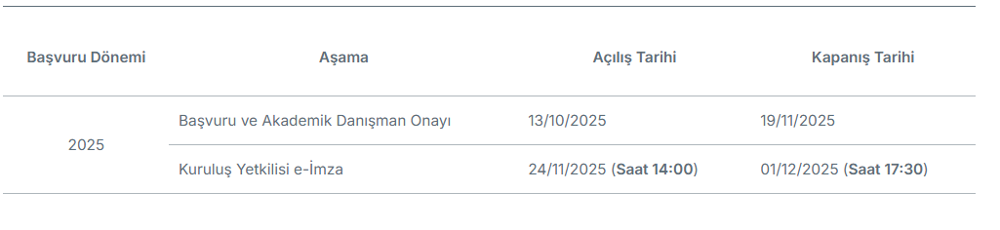 Başvuru Dönemi Aşama Açılış Tarihi Kapanış Tarihi
Başvuru ve Akademik Danışman Onayı 13/10/2025 19/11/2025
2025
Kuruluş Yetkilisi e-İmza 24/11/2025 (Saat 14:00) 01/12/2025 (Saat 17:30)